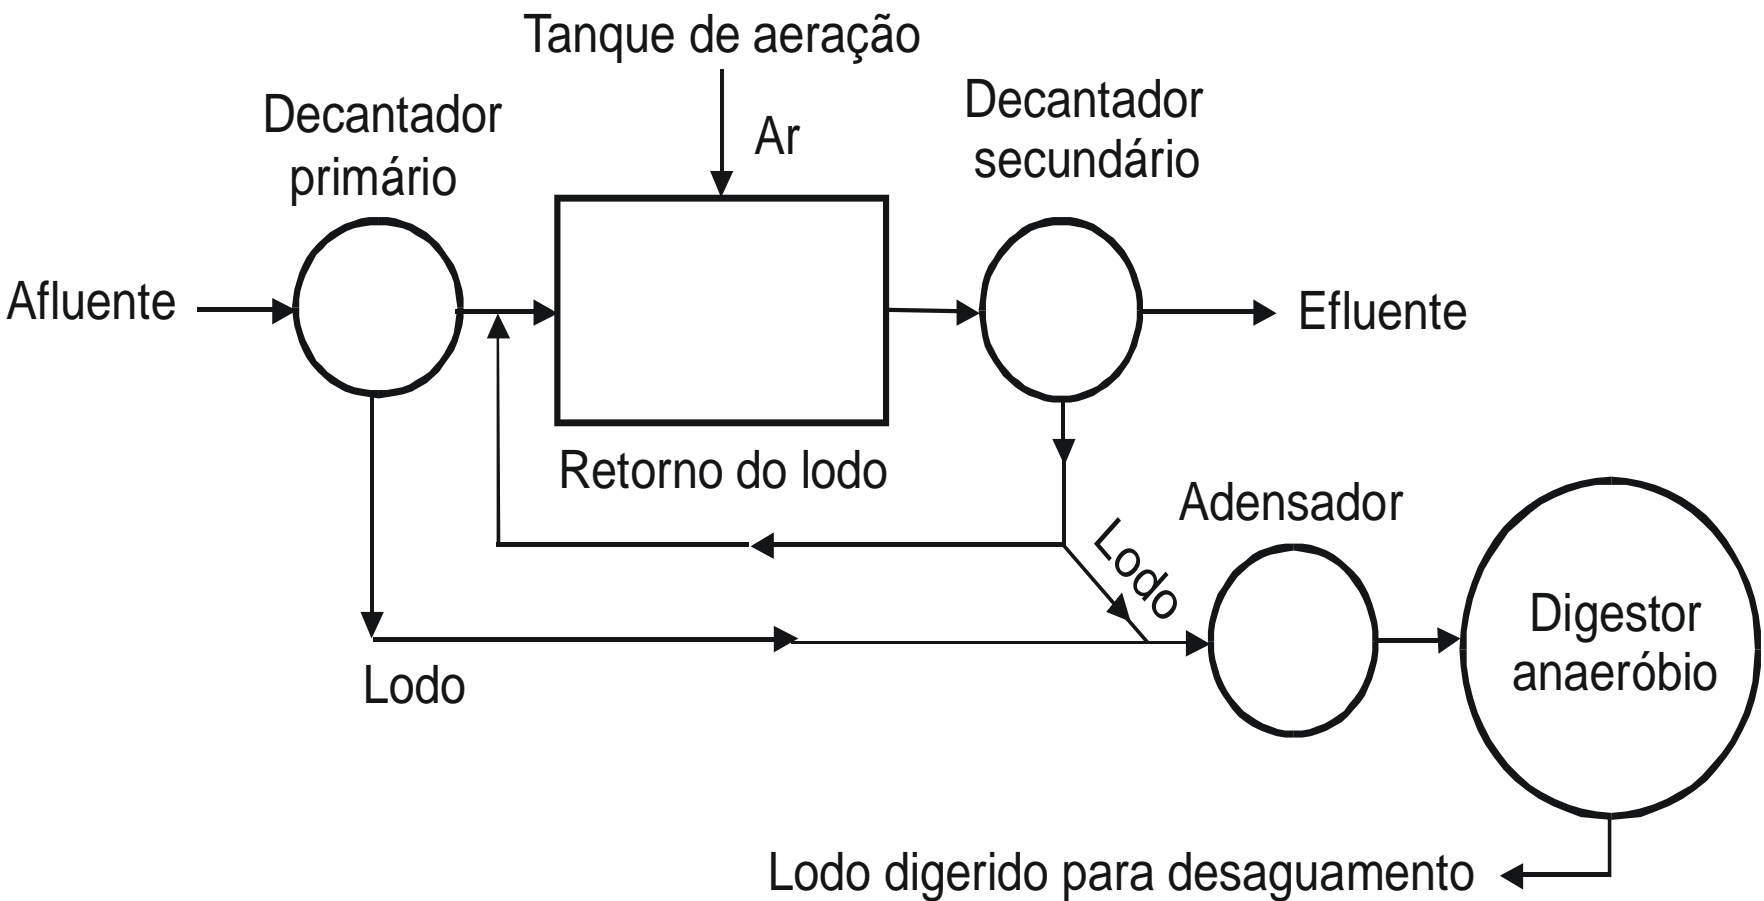 Tanque de aeração
Decantador
primário
Ar
Decantador
secundário
Afluente
Efluente
Retorno do lodo
Adensador
Lodo
Digestor
anaeróbio
Lodo
Lodo digerido para desaguamento